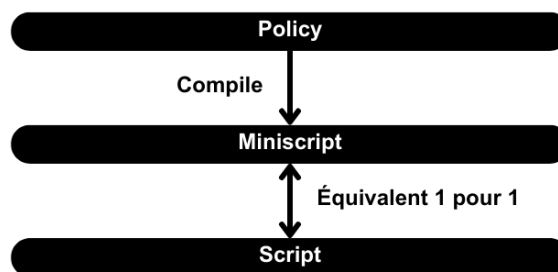 Policy
Compile
Miniscript
Équivalent 1 pour 1
Script